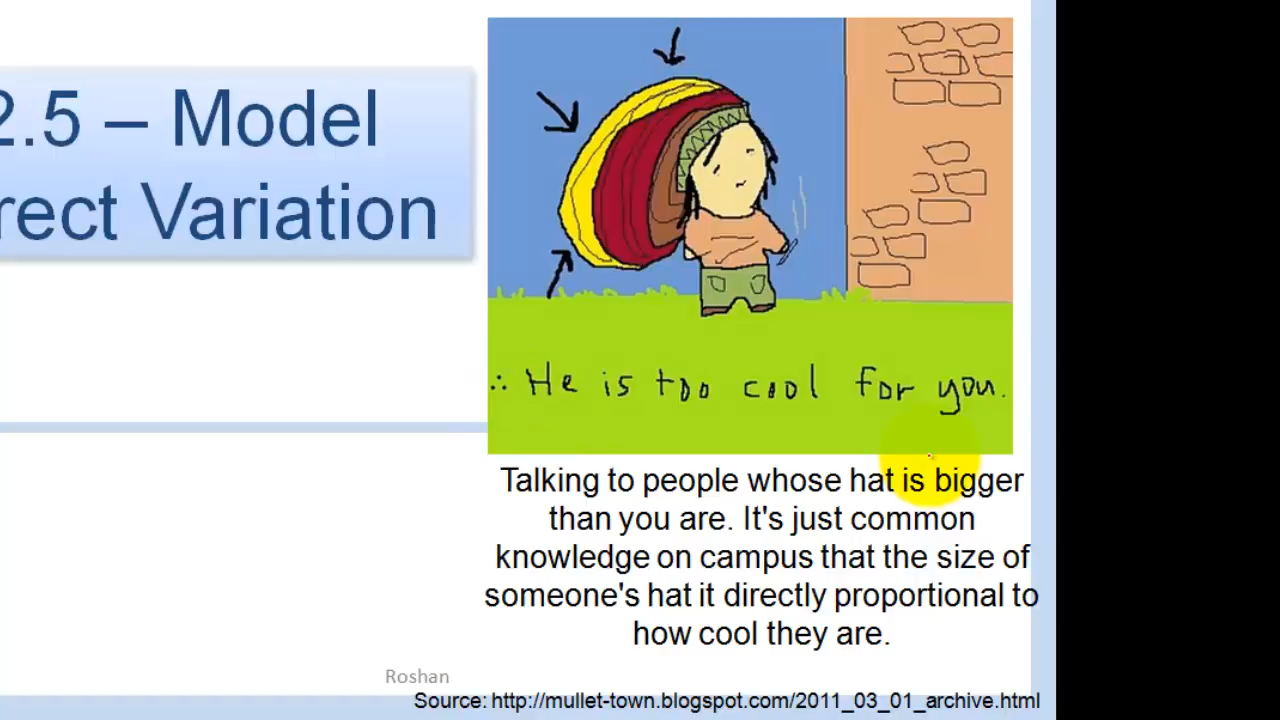 2.5 – Model
rect Variation
∴ He is too cool for you.
Talking to people whose hat is bigger
than you are. It's just common
knowledge on campus that the size of
someone's hat it directly proportional to
how cool they are.
Roshan
Source: http://mullet-town.blogspot.com/2011_03_01_archive.html